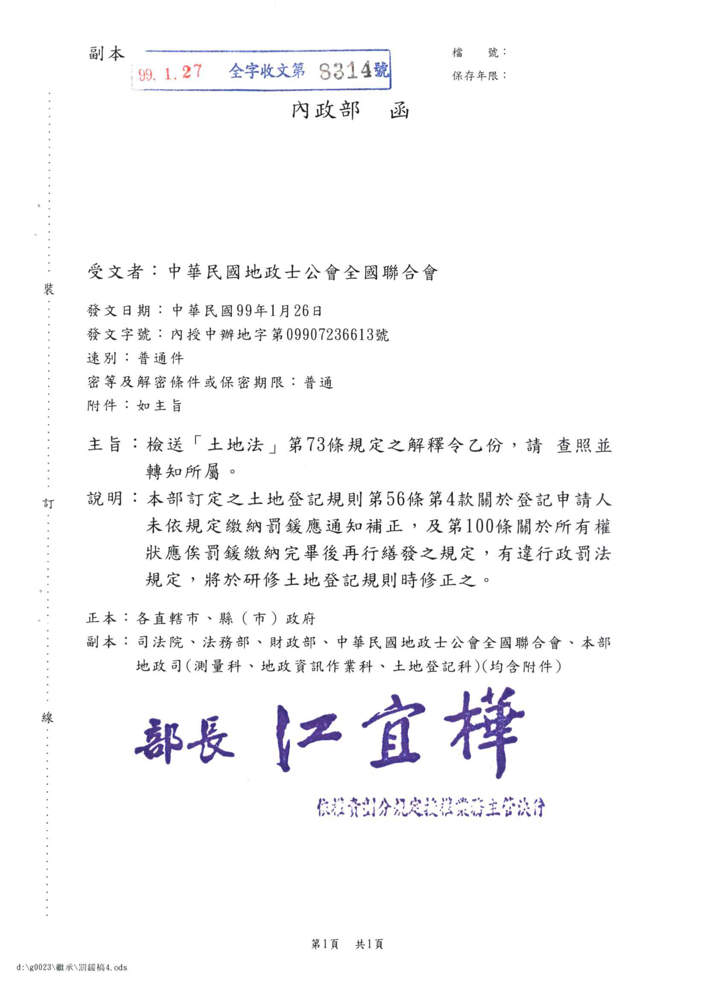 副本
99. 1. 27 全字收文第 8314號
檔　　號：
保存年限：
內政部　函
受文者：中華民國地政士公會全國聯合會
發文日期：中華民國99年1月26日
發文字號：內授中辦地字第09907236613號
速別：普通件
密等及解密條件或保密期限：普通
附件：如主旨
主旨：檢送「土地法」第73條規定之解釋令乙份，請 查照並
轉知所屬。
說明：本部訂定之土地登記規則第56條第4款關於登記申請人
未依規定繳納罰鍰應通知補正，及第100條關於所有權
狀應俟罰鍰繳納完畢後再行繕發之規定，有違行政罰法
規定，將於研修土地登記規則時修正之。
正本：各直轄市、縣（市）政府
副本：司法院、法務部、財政部、中華民國地政士公會全國聯合會、本部
地政司(測量科、地政資訊作業科、土地登記科)(均含附件)
部長 江宜樺
依權責劃分規定授權業務主管決行
裝
訂
線
第1頁　共1頁
d:\g0023\繼承\罰鍰稿4.ods